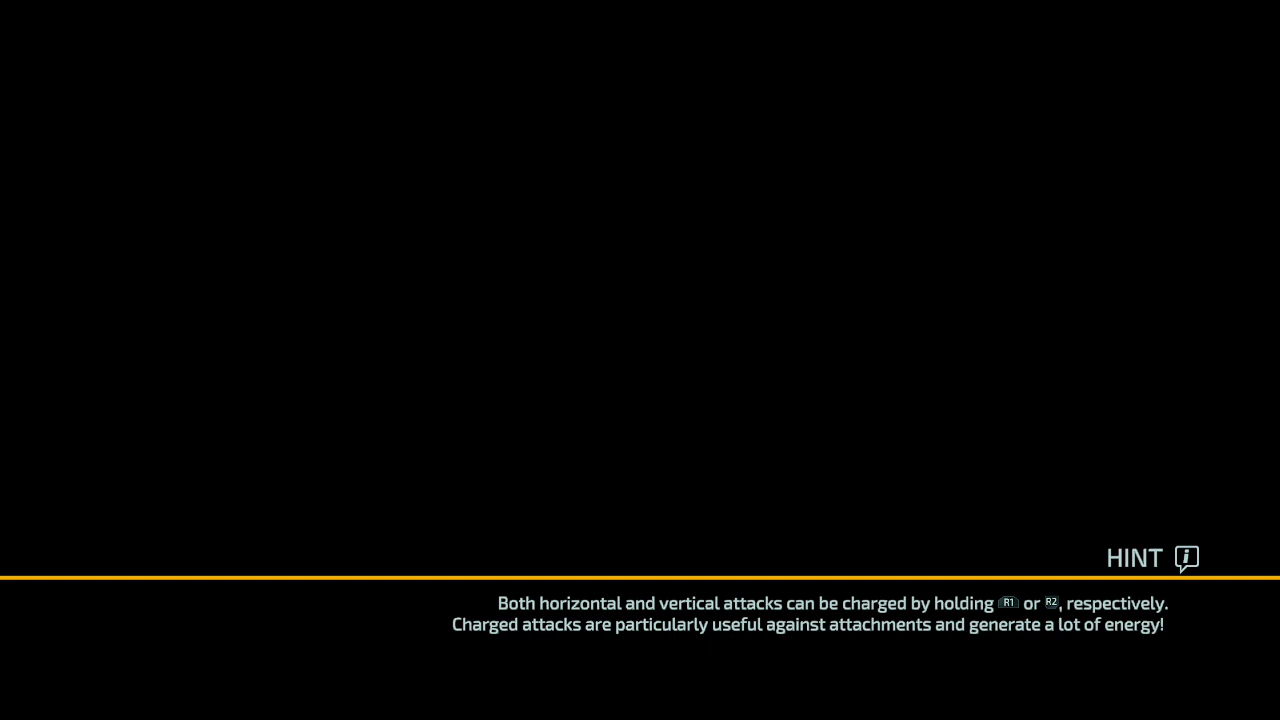 HINT
Both horizontal and vertical attacks can be charged by holding R1 or R2, respectively.
Charged attacks are particularly useful against attachments and generate a lot of energy!